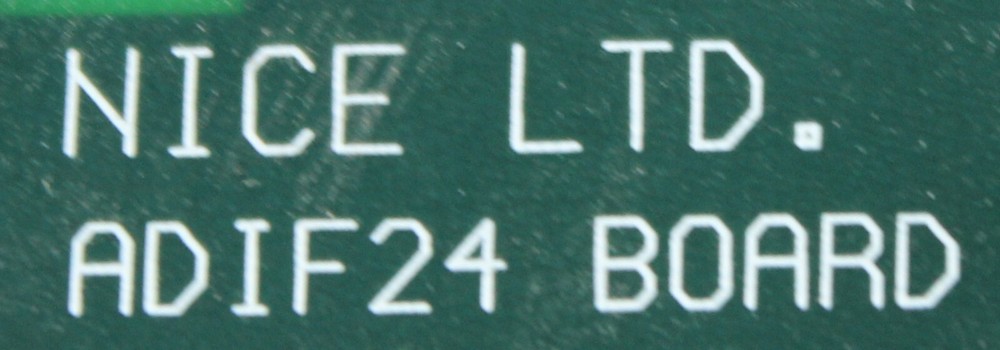 NICE LTD.
ADIF24 BOARD